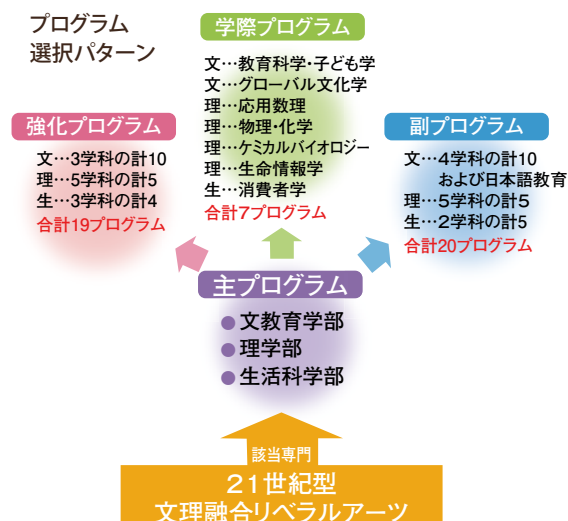 プログラム
選択パターン
学際プログラム
文…教育科学・子ども学
文…グローバル文化学
理…応用数理
理…物理・化学
理…ケミカルバイオロジー
理…生命情報学
生…消費者学
合計7プログラム
強化プログラム
文…3学科の計10
理…5学科の計5
生…3学科の計4
合計19プログラム
副プログラム
文…4学科の計10
および日本語教育
理…5学科の計5
生…2学科の計5
合計20プログラム
主プログラム
●文教育学部
●理学部
●生活科学部
該当専門
21世紀型
文理融合リベラルアーツ